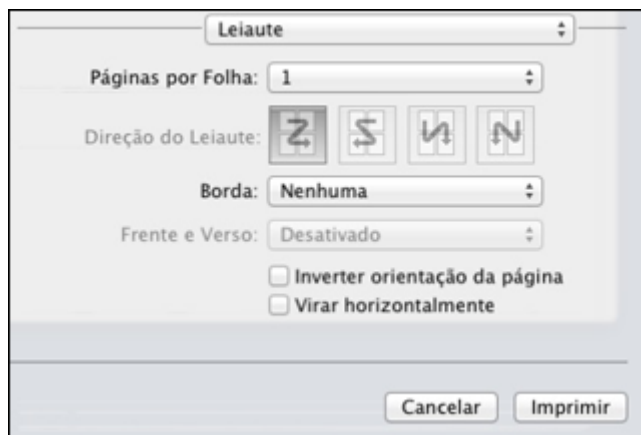 Leiaute
Páginas por Folha: 1
Direção do Leiaute:
Borda: Nenhuma
Frente e Verso: Desativado
Inverter orientação da página
Virar horizontalmente
Cancelar Imprimir